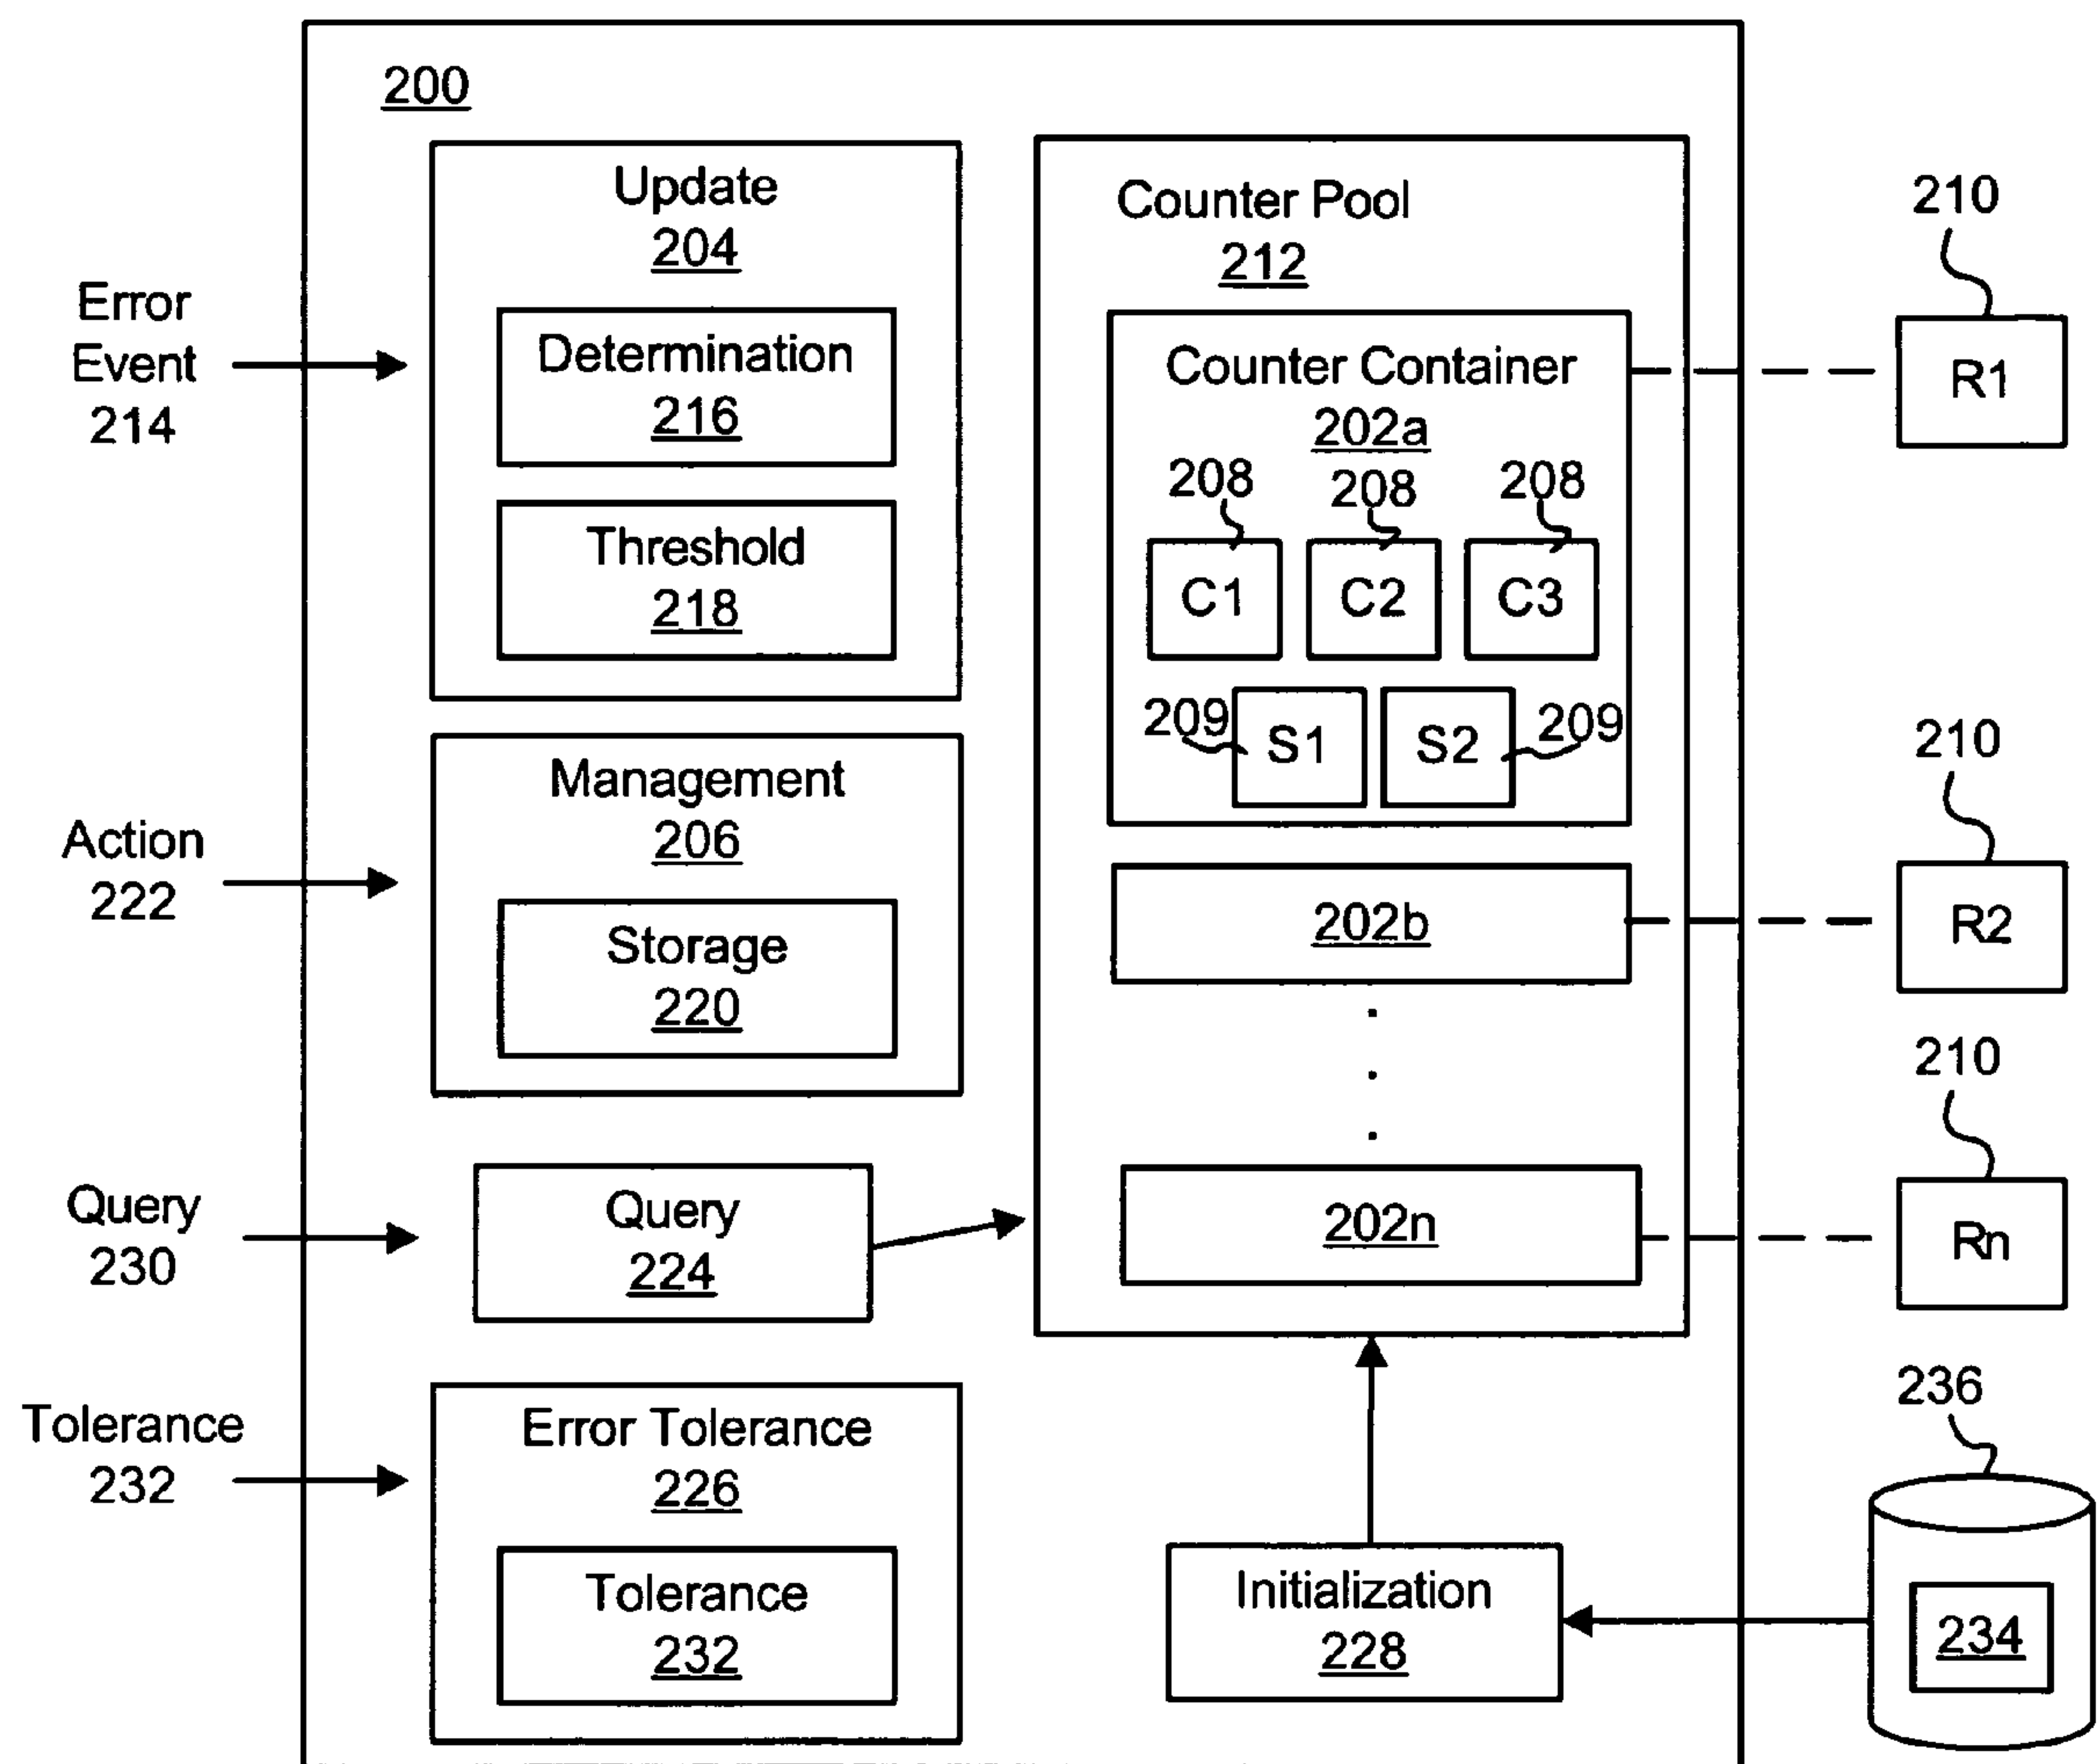 200
Update
204
Determination
216
Threshold
218
Error
Event
214
Counter Pool
212
Counter Container
202a
208
208
208
C1
C2
C3
209
S1
S2
209
210
R1
Management
206
Storage
220
Action
222
202b
210
R2
.
.
.
Query
230
Query
224
202n
210
Rn
Tolerance
232
Error Tolerance
226
Tolerance
232
Initialization
228
236
234